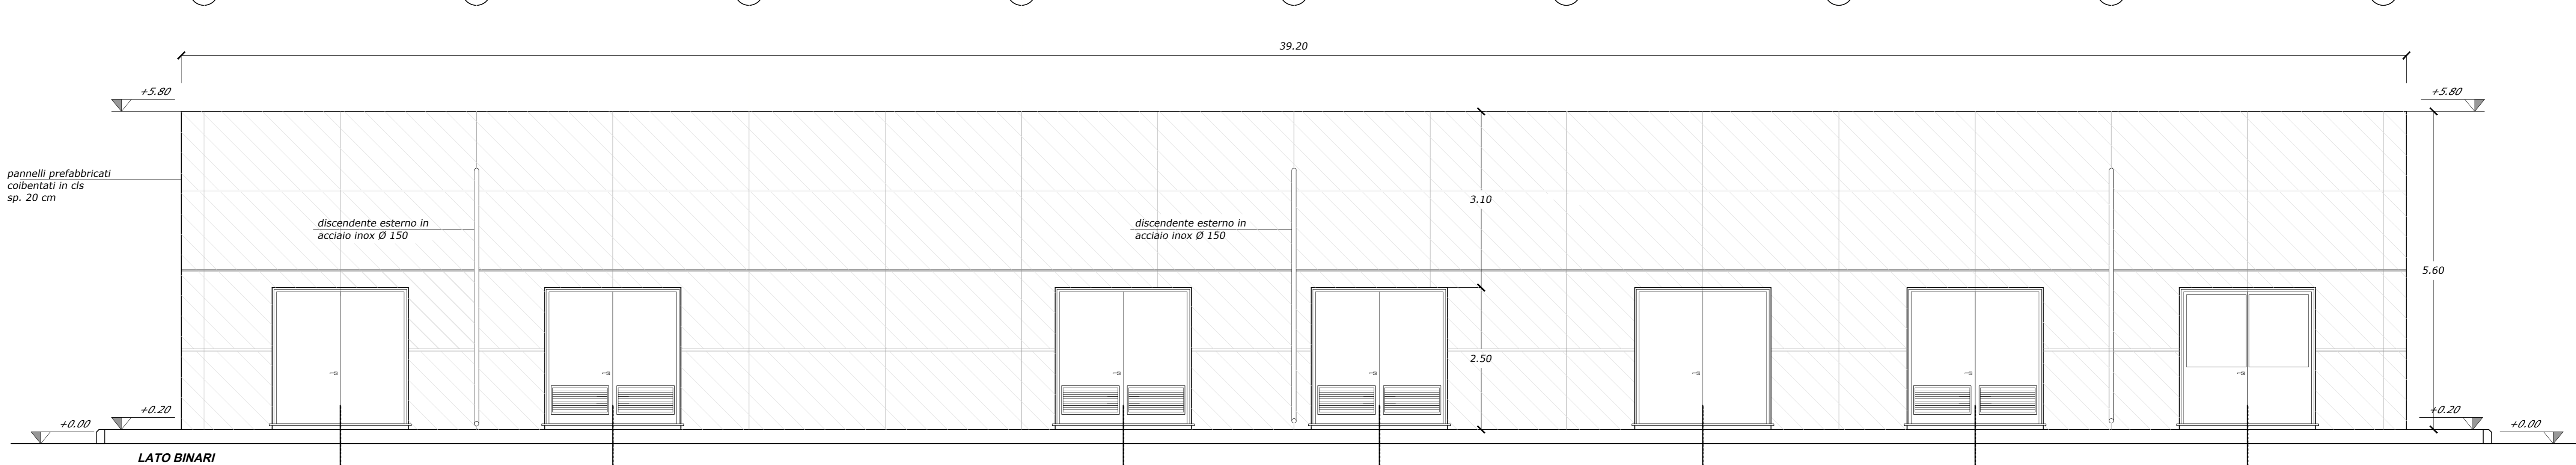 39.20
+5.80
+5.80
pannelli prefabbricati
coibentati in cls
sp. 20 cm
3.10
discendente esterno in
acciaio inox Ø 150
discendente esterno in
acciaio inox Ø 150
5.60
2.50
+0.20
+0.20
+0.00
+0.00
LATO BINARI